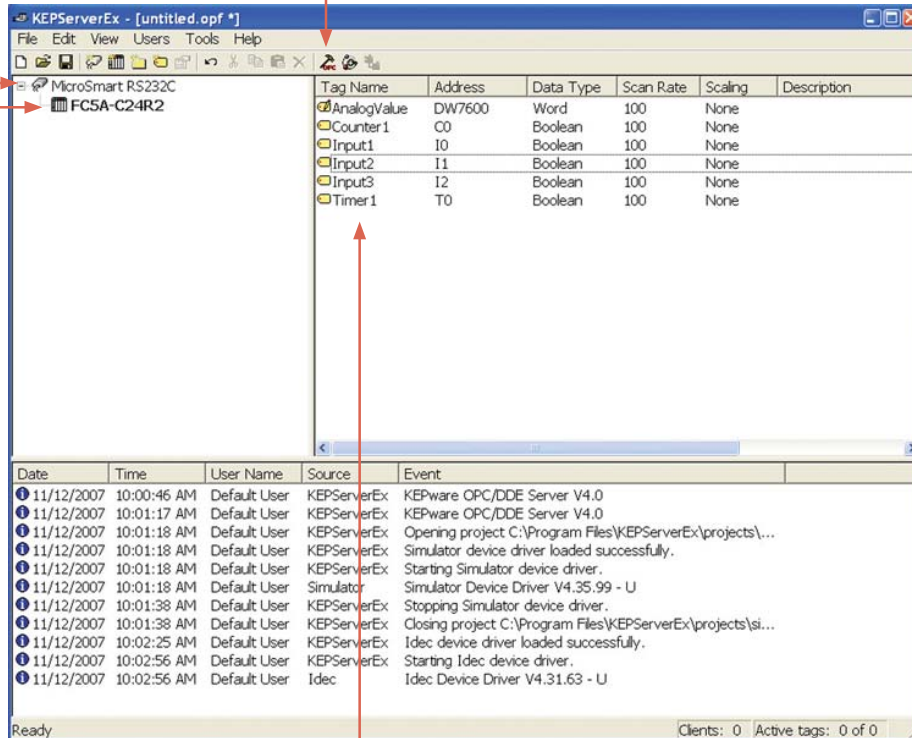 KEPServerEx - [untitled.opf *]
File Edit View Users Tools Help
MicroSmart RS232C
FC5A-C24R2
Tag Name Address Data Type Scan Rate Scaling Description
AnalogValue DW7600 Word 100 None
Counter1 C0 Boolean 100 None
Input1 I0 Boolean 100 None
Input2 I1 Boolean 100 None
Input3 I2 Boolean 100 None
Timer1 T0 Boolean 100 None
Date Time User Name Source Event
11/12/2007 10:00:46 AM Default User KEPServerEx KEPware OPC/DDE Server V4.0
11/12/2007 10:01:17 AM Default User KEPServerEx KEPware OPC/DDE Server V4.0
11/12/2007 10:01:18 AM Default User KEPServerEx Opening project C:\Program Files\KEPServerEx\projects\...
11/12/2007 10:01:18 AM Default User KEPServerEx Simulator device driver loaded successfully.
11/12/2007 10:01:18 AM Default User KEPServerEx Starting Simulator device driver.
11/12/2007 10:01:18 AM Default User Simulator Simulator Device Driver V4.35.99 - U
11/12/2007 10:01:38 AM Default User KEPServerEx Stopping Simulator device driver.
11/12/2007 10:01:38 AM Default User KEPServerEx Closing project C:\Program Files\KEPServerEx\projects\si...
11/12/2007 10:02:25 AM Default User KEPServerEx Idec device driver loaded successfully.
11/12/2007 10:02:56 AM Default User KEPServerEx Starting Idec device driver.
11/12/2007 10:02:56 AM Default User Idec Idec Device Driver V4.31.63 - U
Ready Clients: 0 Active tags: 0 of 0